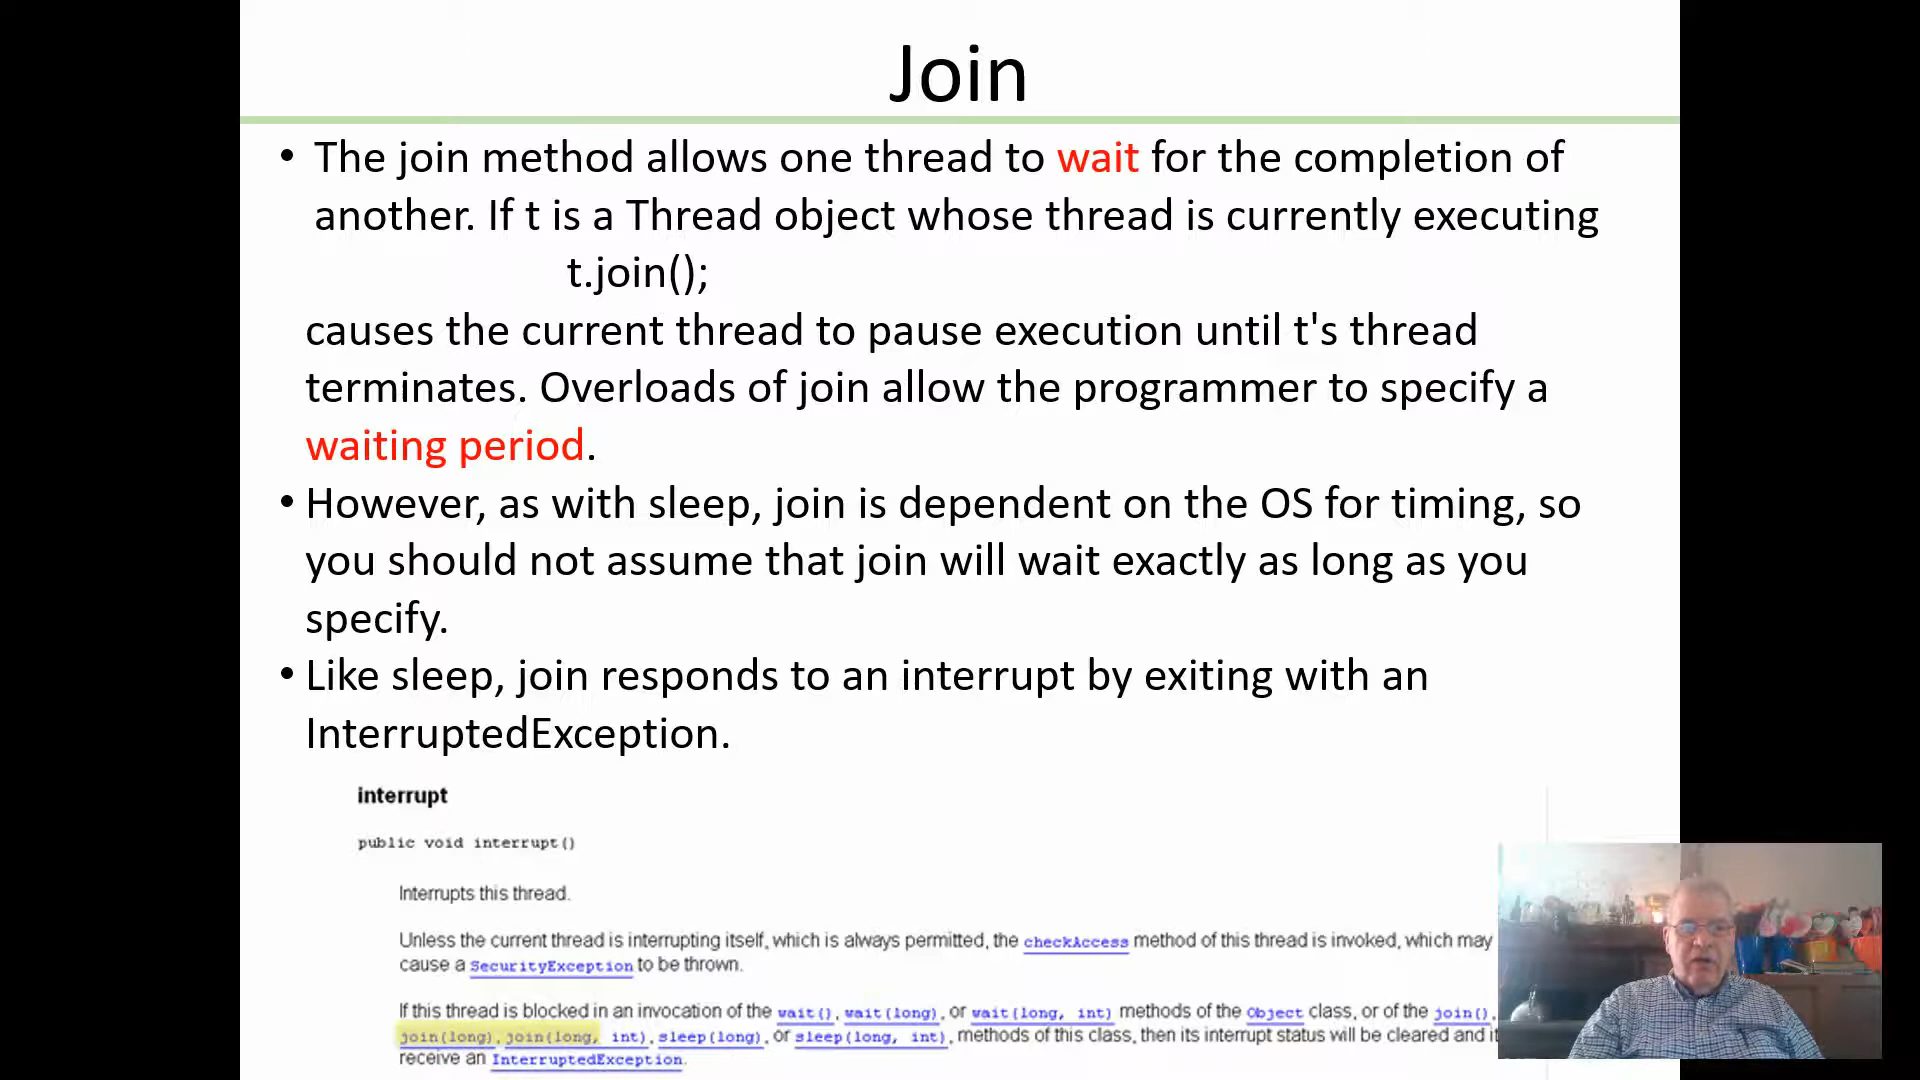 Join
• The join method allows one thread to wait for the completion of
another. If t is a Thread object whose thread is currently executing
t.join();
causes the current thread to pause execution until t's thread
terminates. Overloads of join allow the programmer to specify a
waiting period.
• However, as with sleep, join is dependent on the OS for timing, so
you should not assume that join will wait exactly as long as you
specify.
• Like sleep, join responds to an interrupt by exiting with an
InterruptedException.
interrupt
public void interrupt()
Interrupts this thread.
Unless the current thread is interrupting itself, which is always permitted, the checkAccess method of this thread is invoked, which may
cause a SecurityException to be thrown.
If this thread is blocked in an invocation of the wait(), wait(long), or wait(long, int) methods of the Object class, or of the join(),
join(long), join(long, int), sleep(long), or sleep(long, int), methods of this class, then its interrupt status will be cleared and it
receive an InterruptedException.